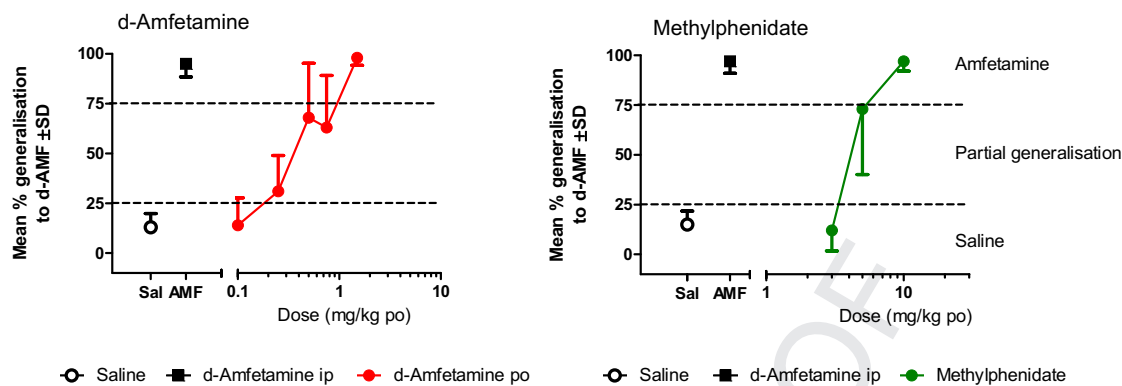 d-Amfetamine
Mean % generalisation
to d-AMF ±SD
100
75
50
25
0
Sal AMF
0.1 1 10
Dose (mg/kg po)
Saline d-Amfetamine ip d-Amfetamine po
Methylphenidate
Mean % generalisation
to d-AMF ±SD
100
75
50
25
0
Amfetamine
Partial generalisation
Saline
Sal AMF
1 10
Dose (mg/kg po)
Saline d-Amfetamine ip Methylphenidate
OF